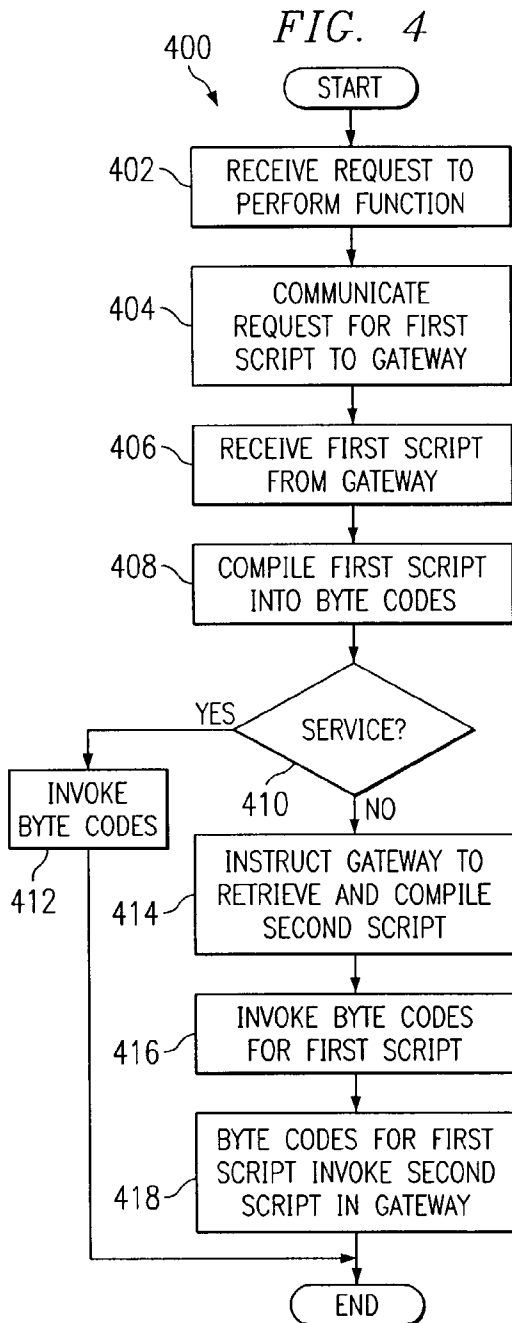 FIG. 4
400
START
402
RECEIVE REQUEST TO
PERFORM FUNCTION
404
COMMUNICATE
REQUEST FOR FIRST
SCRIPT TO GATEWAY
406
RECEIVE FIRST SCRIPT
FROM GATEWAY
408
COMPILE FIRST SCRIPT
INTO BYTE CODES
YES
SERVICE?
410
NO
INVOKE
BYTE CODES
412
414
INSTRUCT GATEWAY TO
RETRIEVE AND COMPILE
SECOND SCRIPT
416
INVOKE BYTE CODES
FOR FIRST SCRIPT
418
BYTE CODES FOR FIRST
SCRIPT INVOKE SECOND
SCRIPT IN GATEWAY
END